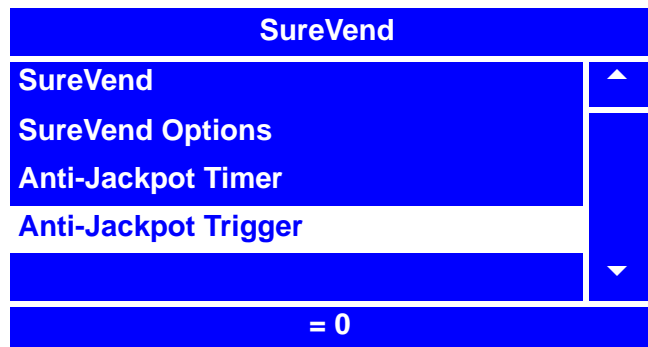 SureVend
SureVend
SureVend Options
Anti-Jackpot Timer
Anti-Jackpot Trigger
= 0